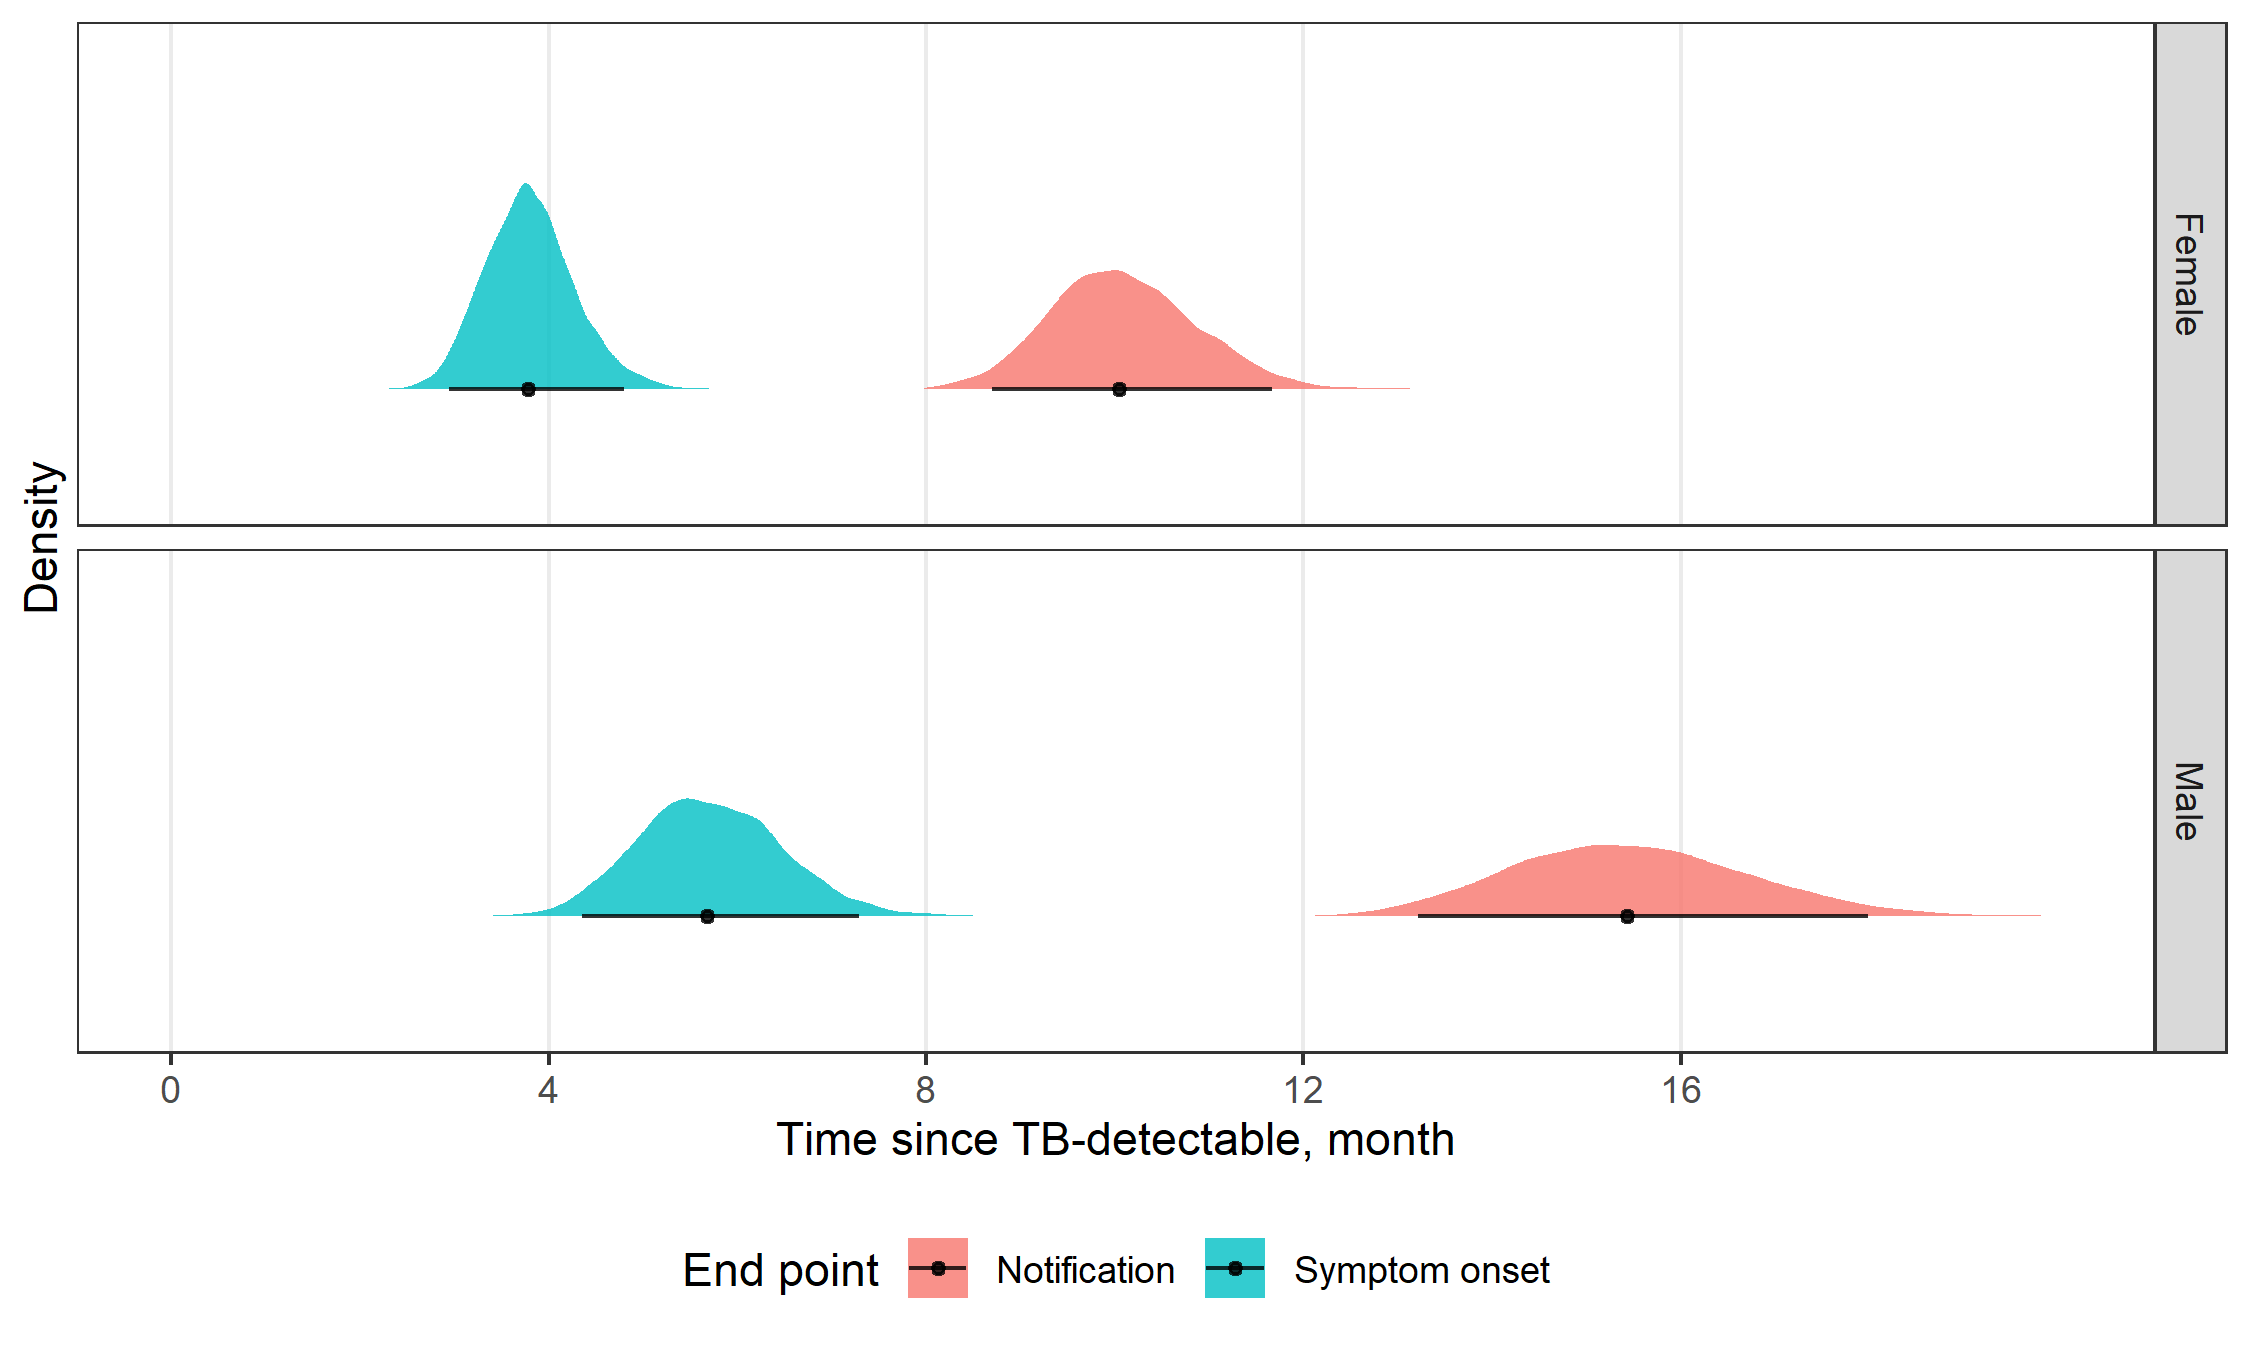 Density
Female
Male
0 4 8 12 16
Time since TB-detectable, month
End point Notification Symptom onset